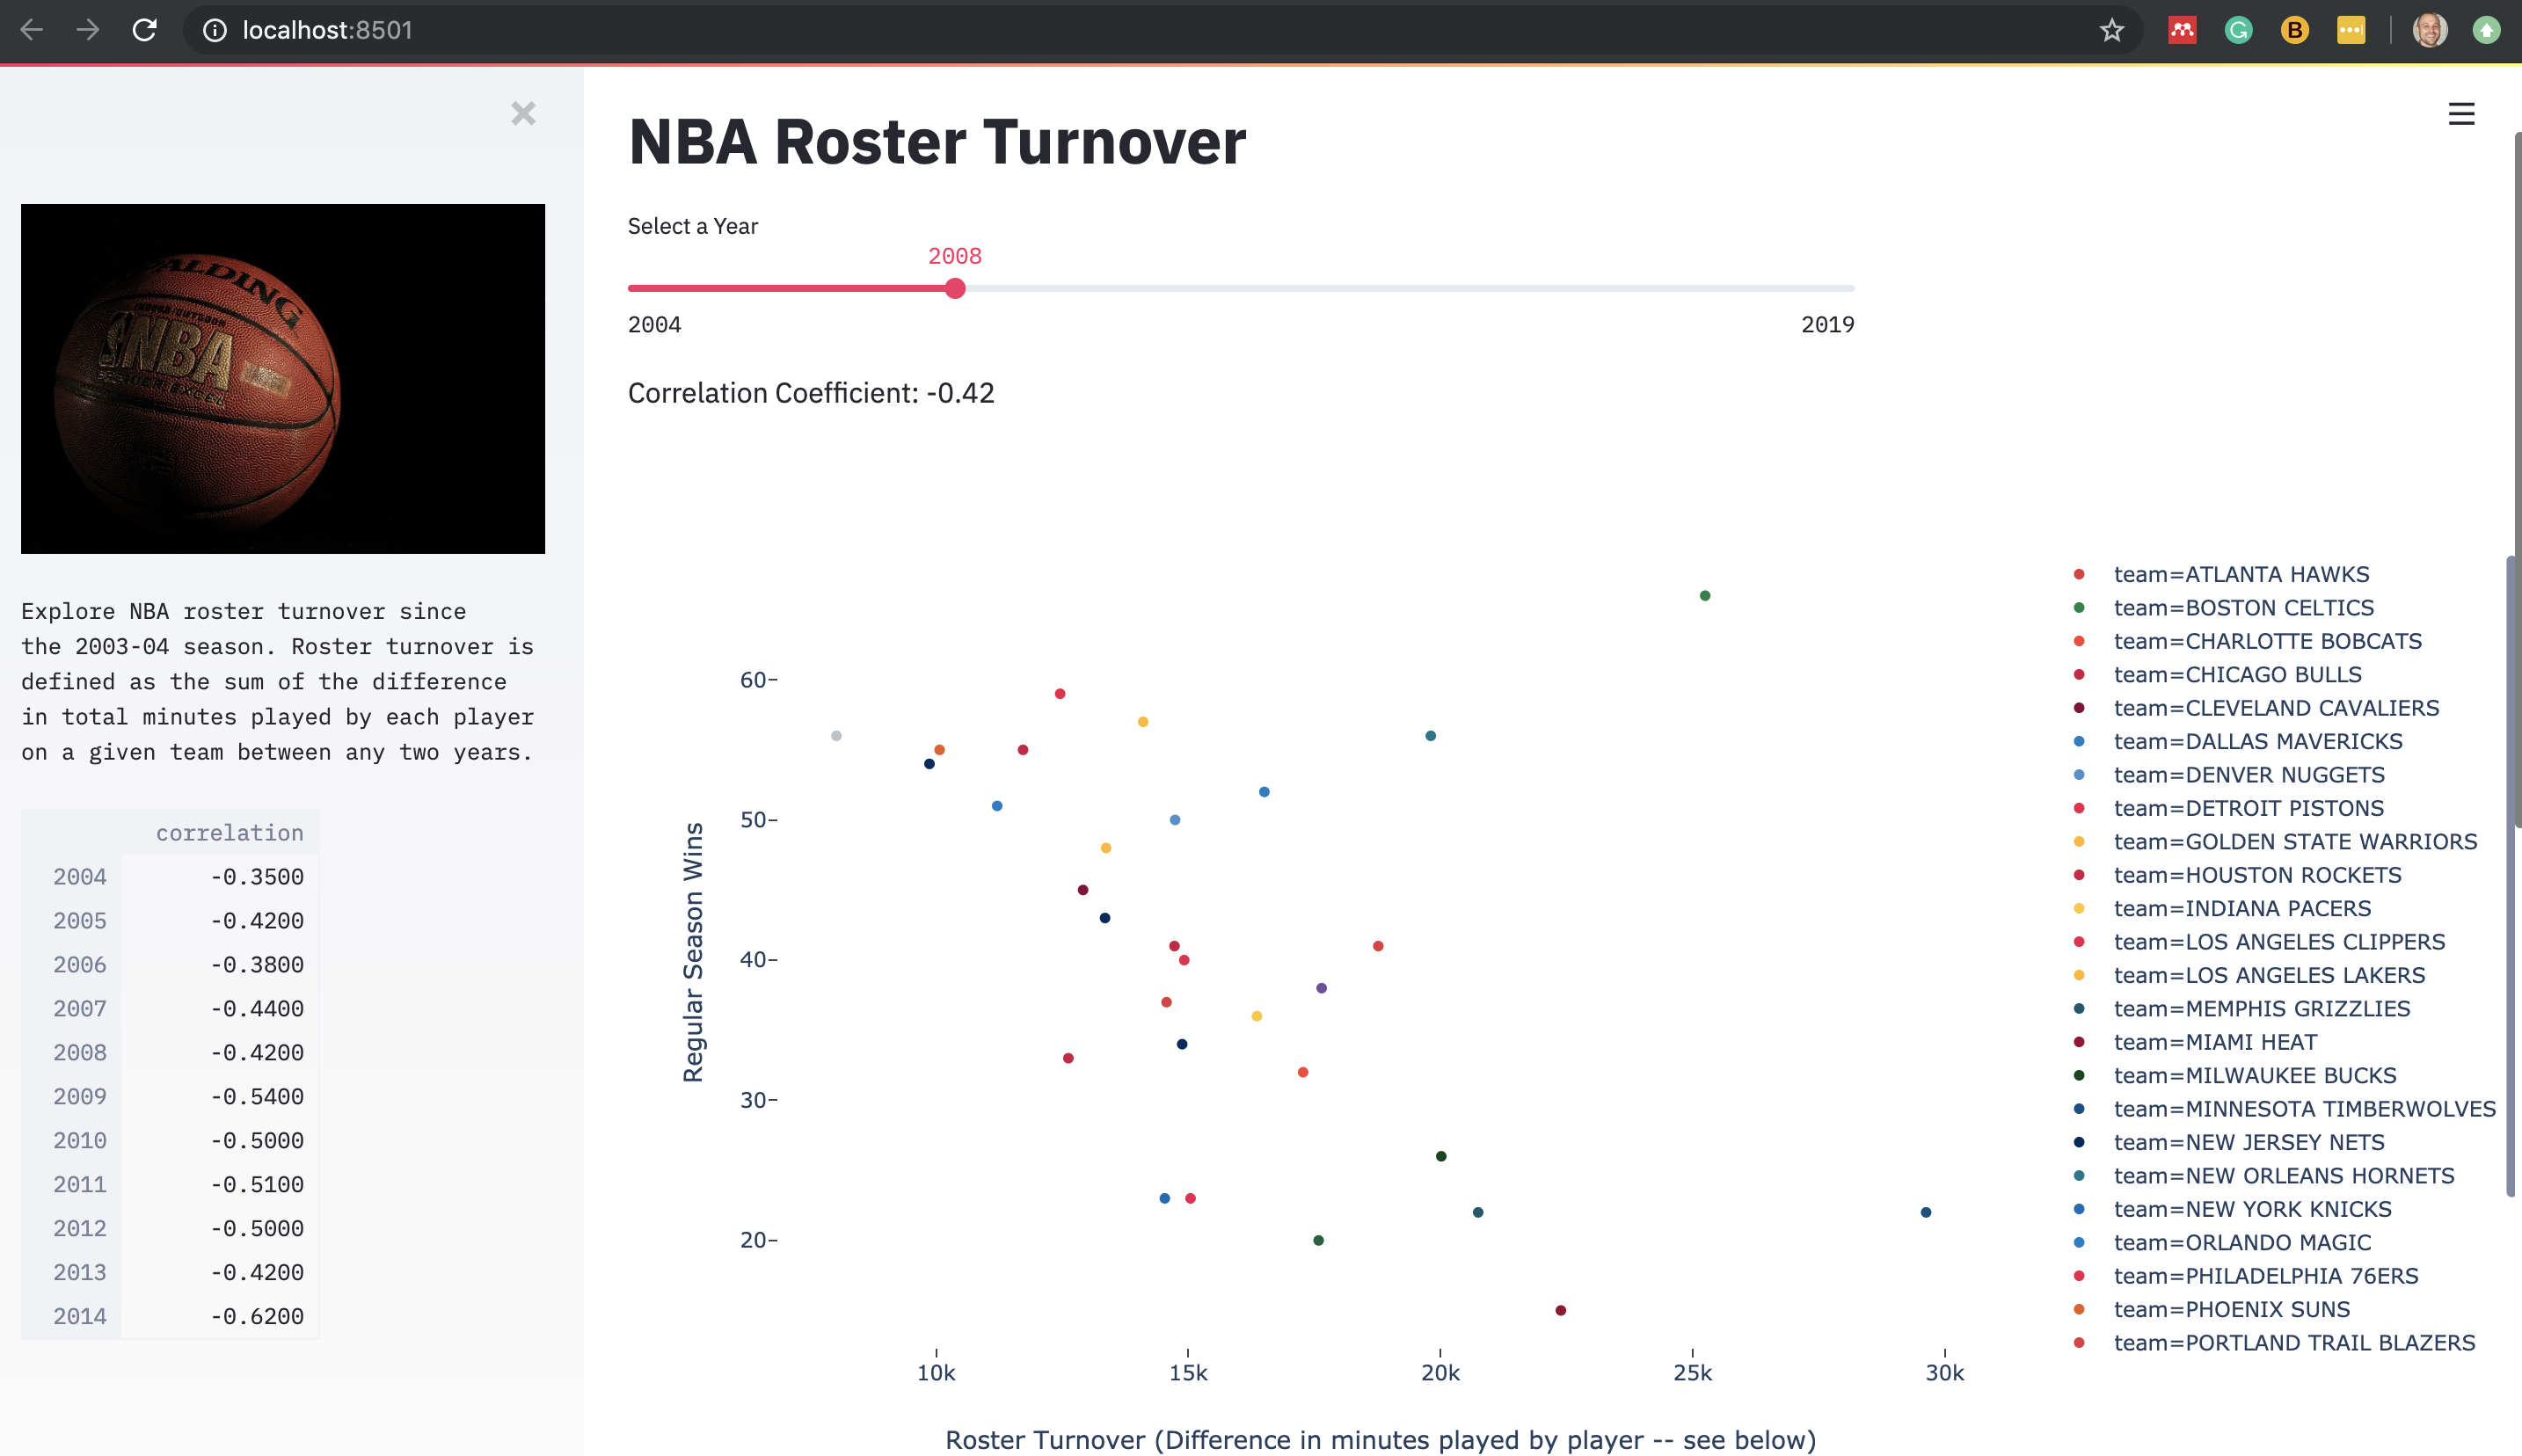 localhost:8501
B
SPALDING
INDOOR/OUTDOOR
NBA
PREMIER EXCEL
Explore NBA roster turnover since
the 2003-04 season. Roster turnover is
defined as the sum of the difference
in total minutes played by each player
on a given team between any two years.
correlation
2004 -0.3500
2005 -0.4200
2006 -0.3800
2007 -0.4400
2008 -0.4200
2009 -0.5400
2010 -0.5000
2011 -0.5100
2012 -0.5000
2013 -0.4200
2014 -0.6200
NBA Roster Turnover
Select a Year
2008
2004 2019
Correlation Coefficient: -0.42
Regular Season Wins
60
50
40
30
20
10k 15k 20k 25k 30k
Roster Turnover (Difference in minutes played by player -- see below)
team=ATLANTA HAWKS
team=BOSTON CELTICS
team=CHARLOTTE BOBCATS
team=CHICAGO BULLS
team=CLEVELAND CAVALIERS
team=DALLAS MAVERICKS
team=DENVER NUGGETS
team=DETROIT PISTONS
team=GOLDEN STATE WARRIORS
team=HOUSTON ROCKETS
team=INDIANA PACERS
team=LOS ANGELES CLIPPERS
team=LOS ANGELES LAKERS
team=MEMPHIS GRIZZLIES
team=MIAMI HEAT
team=MILWAUKEE BUCKS
team=MINNESOTA TIMBERWOLVES
team=NEW JERSEY NETS
team=NEW ORLEANS HORNETS
team=NEW YORK KNICKS
team=ORLANDO MAGIC
team=PHILADELPHIA 76ERS
team=PHOENIX SUNS
team=PORTLAND TRAIL BLAZERS